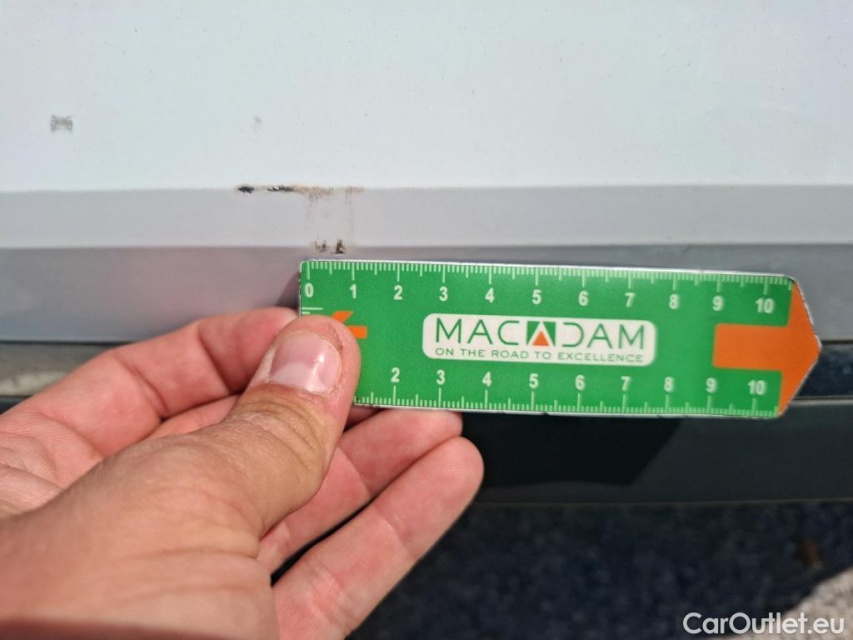 0 1 2 3 4 5 6 7 8 9 10
MACADAM
ON THE ROAD TO EXCELLENCE
2 3 4 5 6 7 8 9 10
CarOutlet.eu